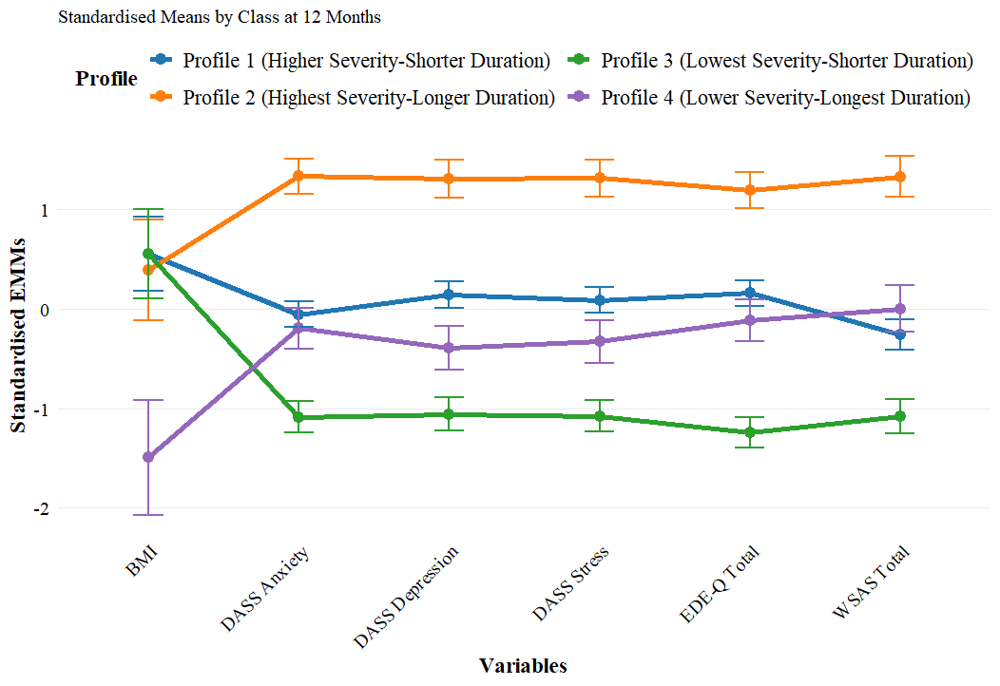 Standardised Means by Class at 12 Months
Profile
Profile 1 (Higher Severity-Shorter Duration)
Profile 3 (Lowest Severity-Shorter Duration)
Profile 2 (Highest Severity-Longer Duration)
Profile 4 (Lower Severity-Longest Duration)
Standardised EMMs
1
0
-1
-2
BMI
DASS Anxiety
DASS Depression
DASS Stress
EDE-Q Total
WSAS Total
Variables